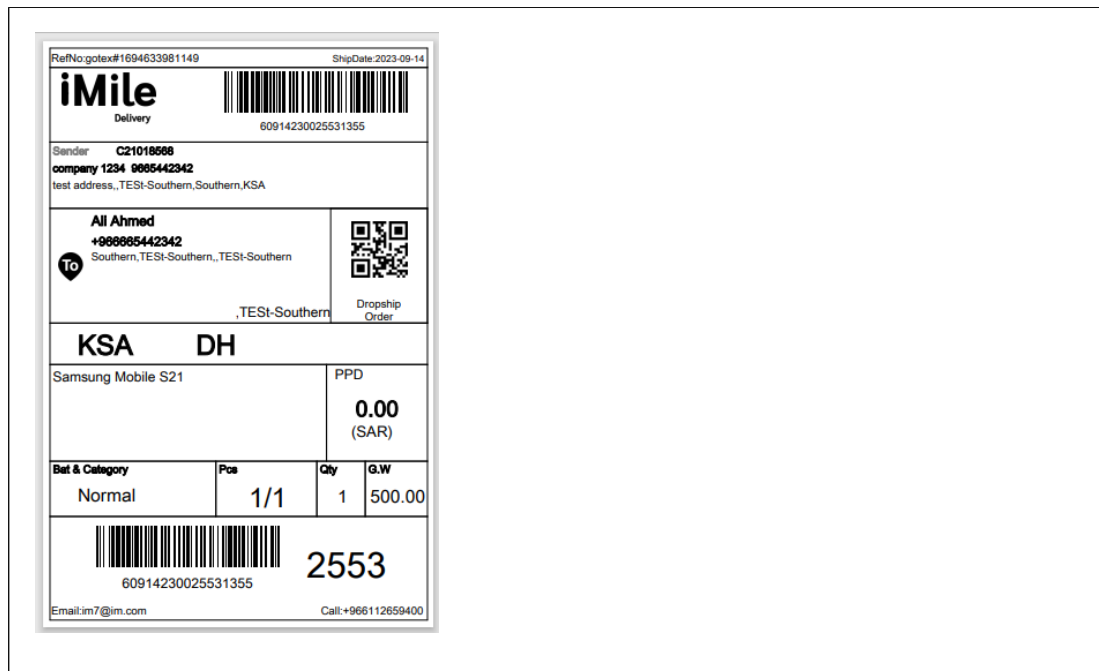 RefNo:gotex#1694633981149 ShipDate:2023-09-14
iMile
Delivery
60914230025531355
Sender C21018568
company 1234 9665442342
test address,,TESt-Southern,Southern,KSA
Ali Ahmed
+966665442342
To
Southern,TESt-Southern,,TESt-Southern
,TESt-Southern
Dropship
Order
KSA DH
Samsung Mobile S21
PPD
0.00
(SAR)
Bat & Category Pcs Qty G.W
Normal 1/1 1 500.00
60914230025531355
2553
Email:im7@im.com Call:+966112659400